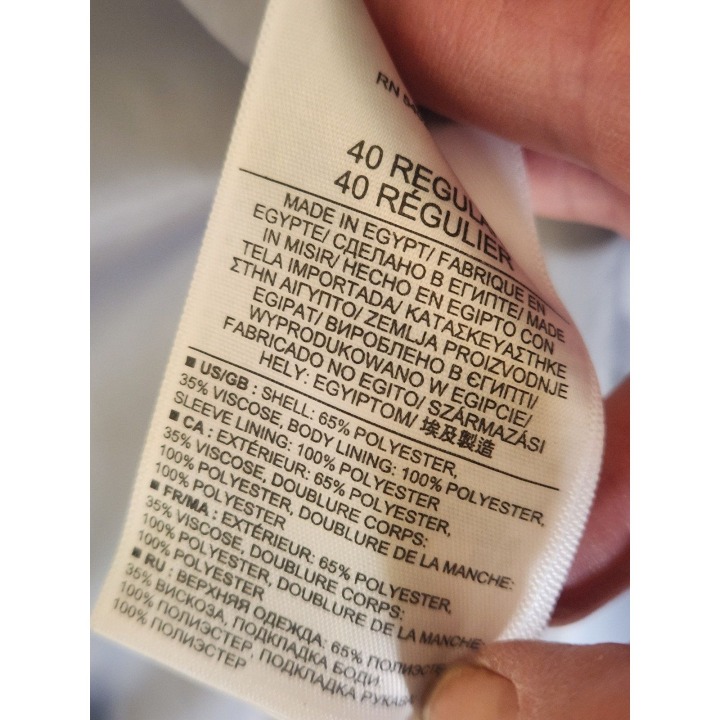 RN
40 REGULA
40 RÉGULIER
MADE IN EGYPT/ FABRIQUE EN
EGYPTE/ СДЕЛАНО В ЕГИПТЕ/ MADE
IN MISIR/ HECHO EN EGIPTO CON
TELA IMPORTADA/ ΚΑΤΑΣΚΕΥΑΣΤΗΚΕ
ΣΤΗΝ ΑΙΓΥΠΤΟ/ ZEMLJA PROIZVODNJE
EGIPAT/ ВИРОБЛЕНО В ЄГИПТІ/
WYPRODUKOWANO W EGIPCIE/
FABRICADO NO EGITO/ SZÁRMAZÁSI
HELY: EGYIPTOM/ 埃及製造
■ US/GB : SHELL: 65% POLYESTER,
35% VISCOSE, BODY LINING: 100% POLYESTER,
SLEEVE LINING: 100% POLYESTER
■ CA : EXTÉRIEUR: 65% POLYESTER,
35% VISCOSE, DOUBLURE CORPS:
100% POLYESTER, DOUBLURE DE LA MANCHE:
100% POLYESTER
■ FR/MA : EXTÉRIEUR: 65% POLYESTER,
35% VISCOSE, DOUBLURE CORPS:
100% POLYESTER, DOUBLURE DE LA MANCHE:
100% POLYESTER
■ RU : ВЕРХНЯЯ ОДЕЖДА: 65% ПОЛИЭСТЕ
35% ВИСКОЗА, ПОДКЛАДКА БОДИ
100% ПОЛИЭСТЕР, ПОДКЛАДКА РУКАВА
100% ПОЛИЭСТЕР